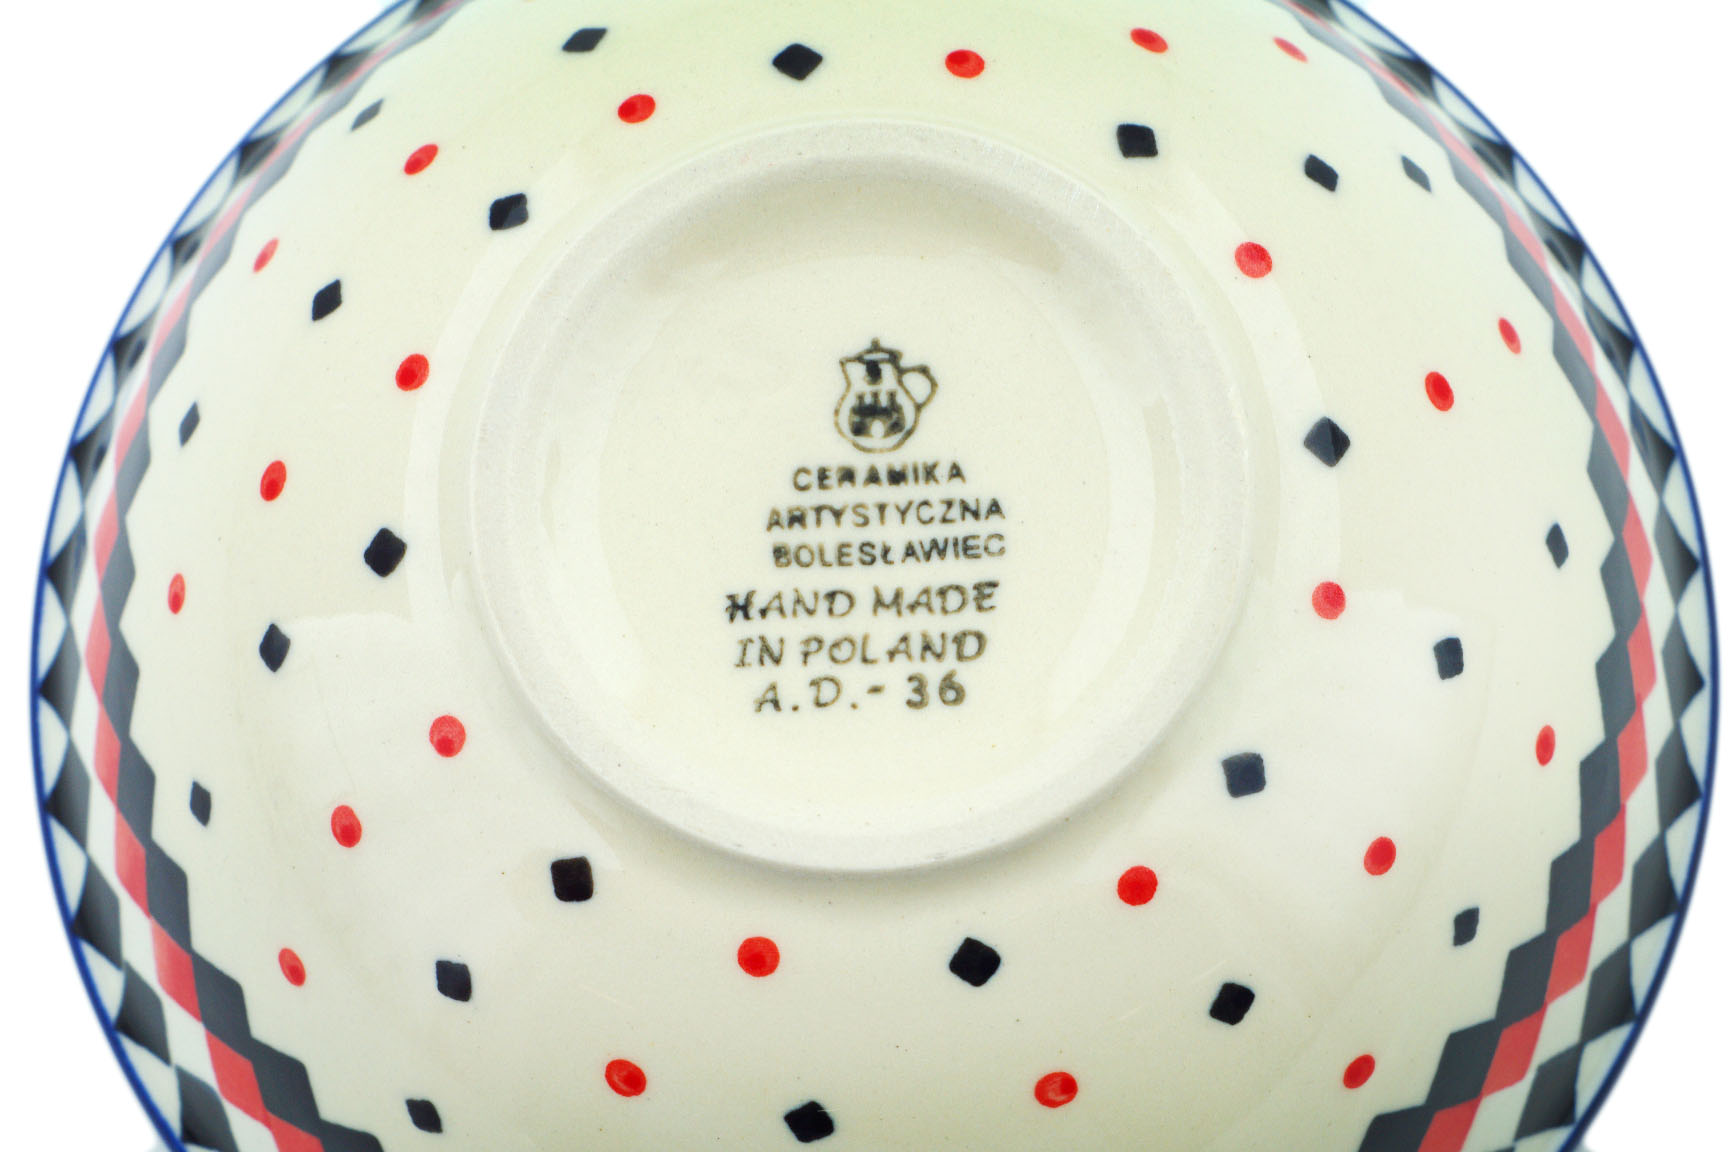 CERAMIKA
ARTYSTYCZNA
BOLESŁAWIEC
HAND MADE
IN POLAND
A.D.- 36